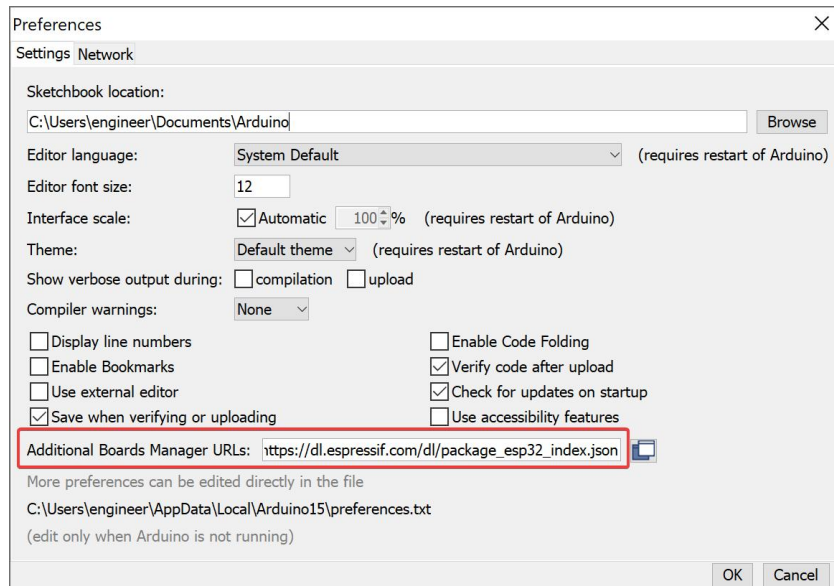 Preferences
Settings Network
Sketchbook location:
C:\Users\engineer\Documents\Arduino Browse
Editor language: System Default (requires restart of Arduino)
Editor font size: 12
Interface scale: Automatic 100 % (requires restart of Arduino)
Theme: Default theme (requires restart of Arduino)
Show verbose output during: compilation upload
Compiler warnings: None
Display line numbers Enable Code Folding
Enable Bookmarks Verify code after upload
Use external editor Check for updates on startup
Save when verifying or uploading Use accessibility features
Additional Boards Manager URLs: https://dl.espressif.com/dl/package_esp32_index.json
More preferences can be edited directly in the file
C:\Users\engineer\AppData\Local\Arduino15\preferences.txt
(edit only when Arduino is not running)
OK Cancel